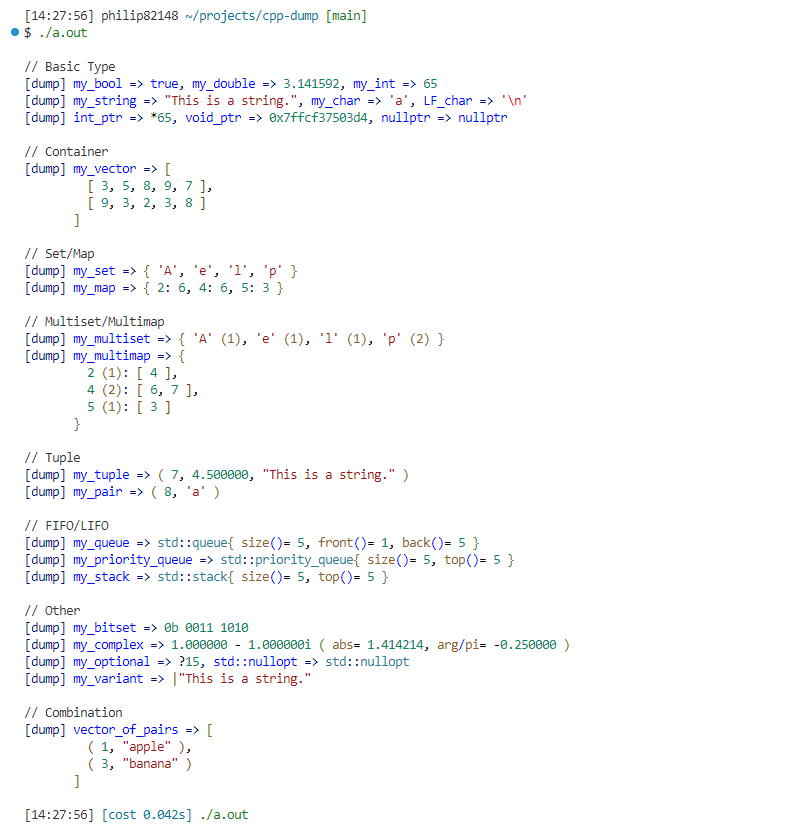 [14:27:56] philip82148 ~/projects/cpp-dump [main]
$ ./a.out
// Basic Type
[dump] my_bool => true, my_double => 3.141592, my_int => 65
[dump] my_string => "This is a string.", my_char => 'a', LF_char => '\n'
[dump] int_ptr => *65, void_ptr => 0x7ffcf37503d4, nullptr => nullptr
// Container
[dump] my_vector => [
[ 3, 5, 8, 9, 7 ],
[ 9, 3, 2, 3, 8 ]
]
// Set/Map
[dump] my_set => { 'A', 'e', 'l', 'p' }
[dump] my_map => { 2: 6, 4: 6, 5: 3 }
// Multiset/Multimap
[dump] my_multiset => { 'A' (1), 'e' (1), 'l' (1), 'p' (2) }
[dump] my_multimap => {
2 (1): [ 4 ],
4 (2): [ 6, 7 ],
5 (1): [ 3 ]
}
// Tuple
[dump] my_tuple => ( 7, 4.500000, "This is a string." )
[dump] my_pair => ( 8, 'a' )
// FIFO/LIFO
[dump] my_queue => std::queue{ size()= 5, front()= 1, back()= 5 }
[dump] my_priority_queue => std::priority_queue{ size()= 5, top()= 5 }
[dump] my_stack => std::stack{ size()= 5, top()= 5 }
// Other
[dump] my_bitset => 0b 0011 1010
[dump] my_complex => 1.000000 - 1.000000i ( abs= 1.414214, arg/pi= -0.250000 )
[dump] my_optional => ?15, std::nullopt => std::nullopt
[dump] my_variant => |"This is a string."
// Combination
[dump] vector_of_pairs => [
( 1, "apple" ),
( 3, "banana" )
]
[14:27:56] [cost 0.042s] ./a.out